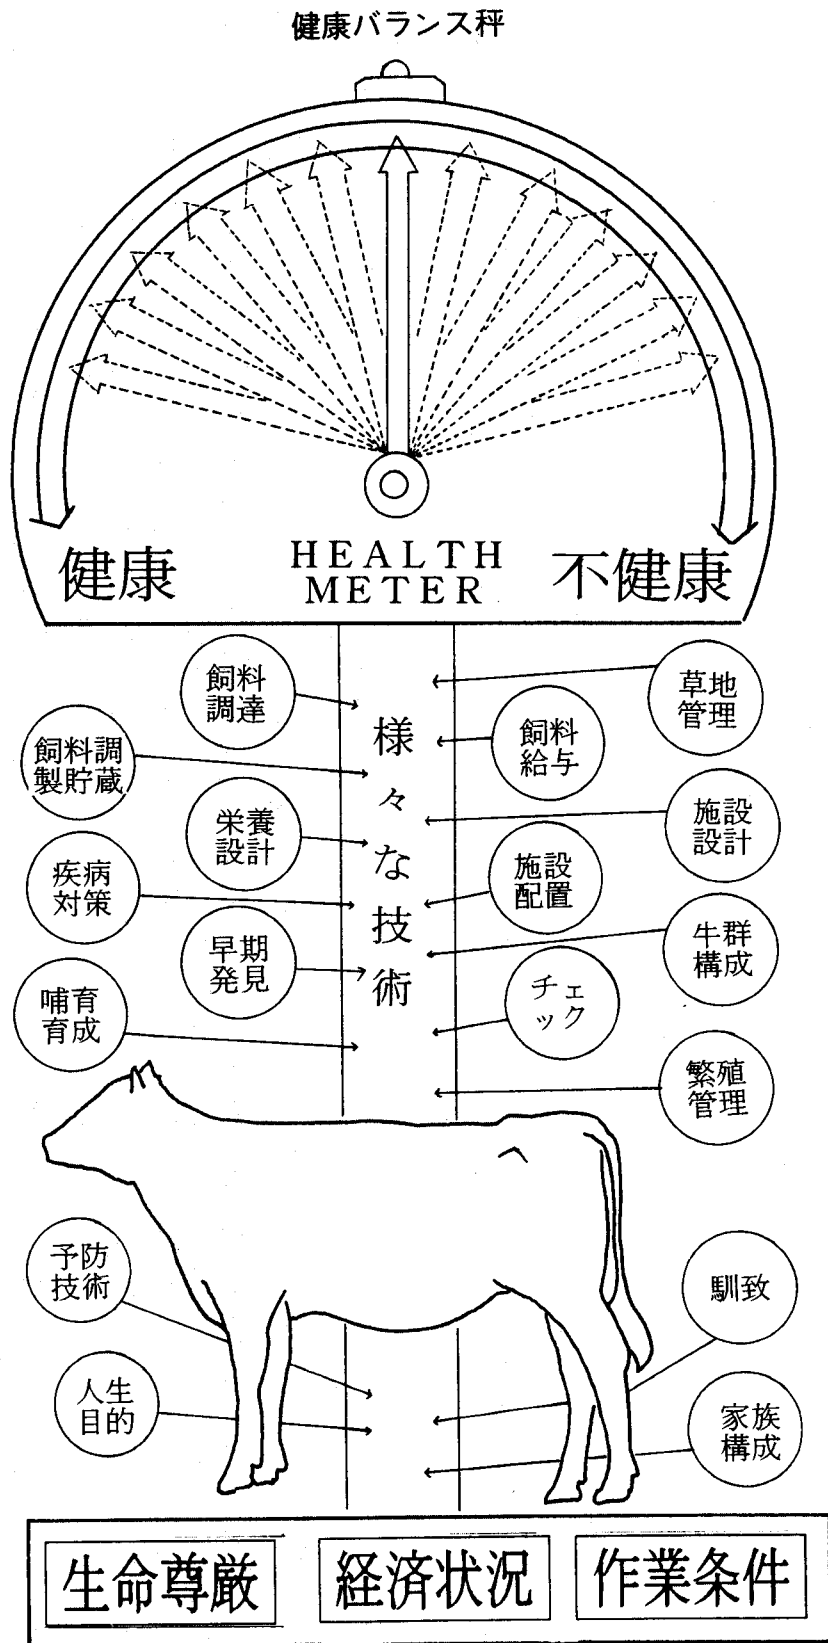 健康バランス秤
健康
HEALTH
METER
不健康
様々な技術
飼料
調達
草地
管理
飼料調
製貯蔵
飼料
給与
栄養
設計
施設
設計
疾病
対策
施設
配置
早期
発見
牛群
構成
哺育
育成
チェ
ック
繁殖
管理
予防
技術
馴致
人生
目的
家族
構成
生命尊厳
経済状況
作業条件